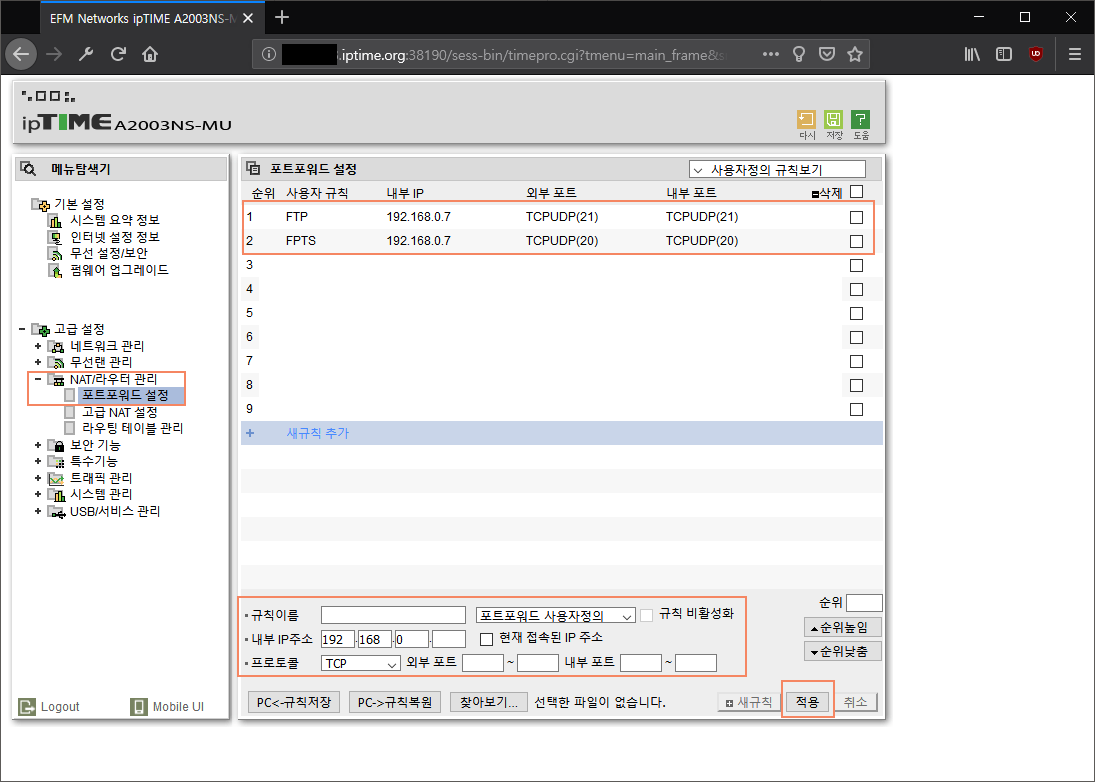 EFM Networks ipTIME A2003NS-M
.iptime.org:38190/sess-bin/timepro.cgi?tmenu=main_frame&s
ipTIME A2003NS-MU
다시 저장 도움
메뉴탐색기
기본 설정
시스템 요약 정보
인터넷 설정 정보
무선 설정/보안
펌웨어 업그레이드
고급 설정
네트워크 관리
무선랜 관리
NAT/라우터 관리
포트포워드 설정
고급 NAT 설정
라우팅 테이블 관리
보안 기능
특수기능
트래픽 관리
시스템 관리
USB/서비스 관리
Logout Mobile UI
포트포워드 설정 사용자정의 규칙보기
순위 사용자 규칙 내부 IP 외부 포트 내부 포트 삭제
1 FTP 192.168.0.7 TCPUDP(21) TCPUDP(21)
2 FPTS 192.168.0.7 TCPUDP(20) TCPUDP(20)
3
4
5
6
7
8
9
+ 새규칙 추가
규칙이름 포트포워드 사용자정의 규칙 비활성화
내부 IP주소 192 . 168 . 0 . 현재 접속된 IP 주소
프로토콜 TCP 외부 포트 ~ 내부 포트 ~
순위
▲순위높임
▼순위낮춤
PC<-규칙저장 PC->규칙복원 찾아보기... 선택한 파일이 없습니다. 새규칙 적용 취소